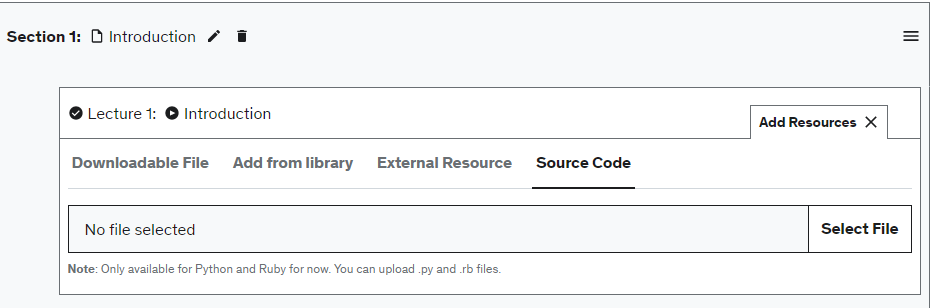 Section 1: Introduction
Lecture 1: Introduction
Add Resources
Downloadable File Add from library External Resource Source Code
No file selected Select File
Note: Only available for Python and Ruby for now. You can upload .py and .rb files.